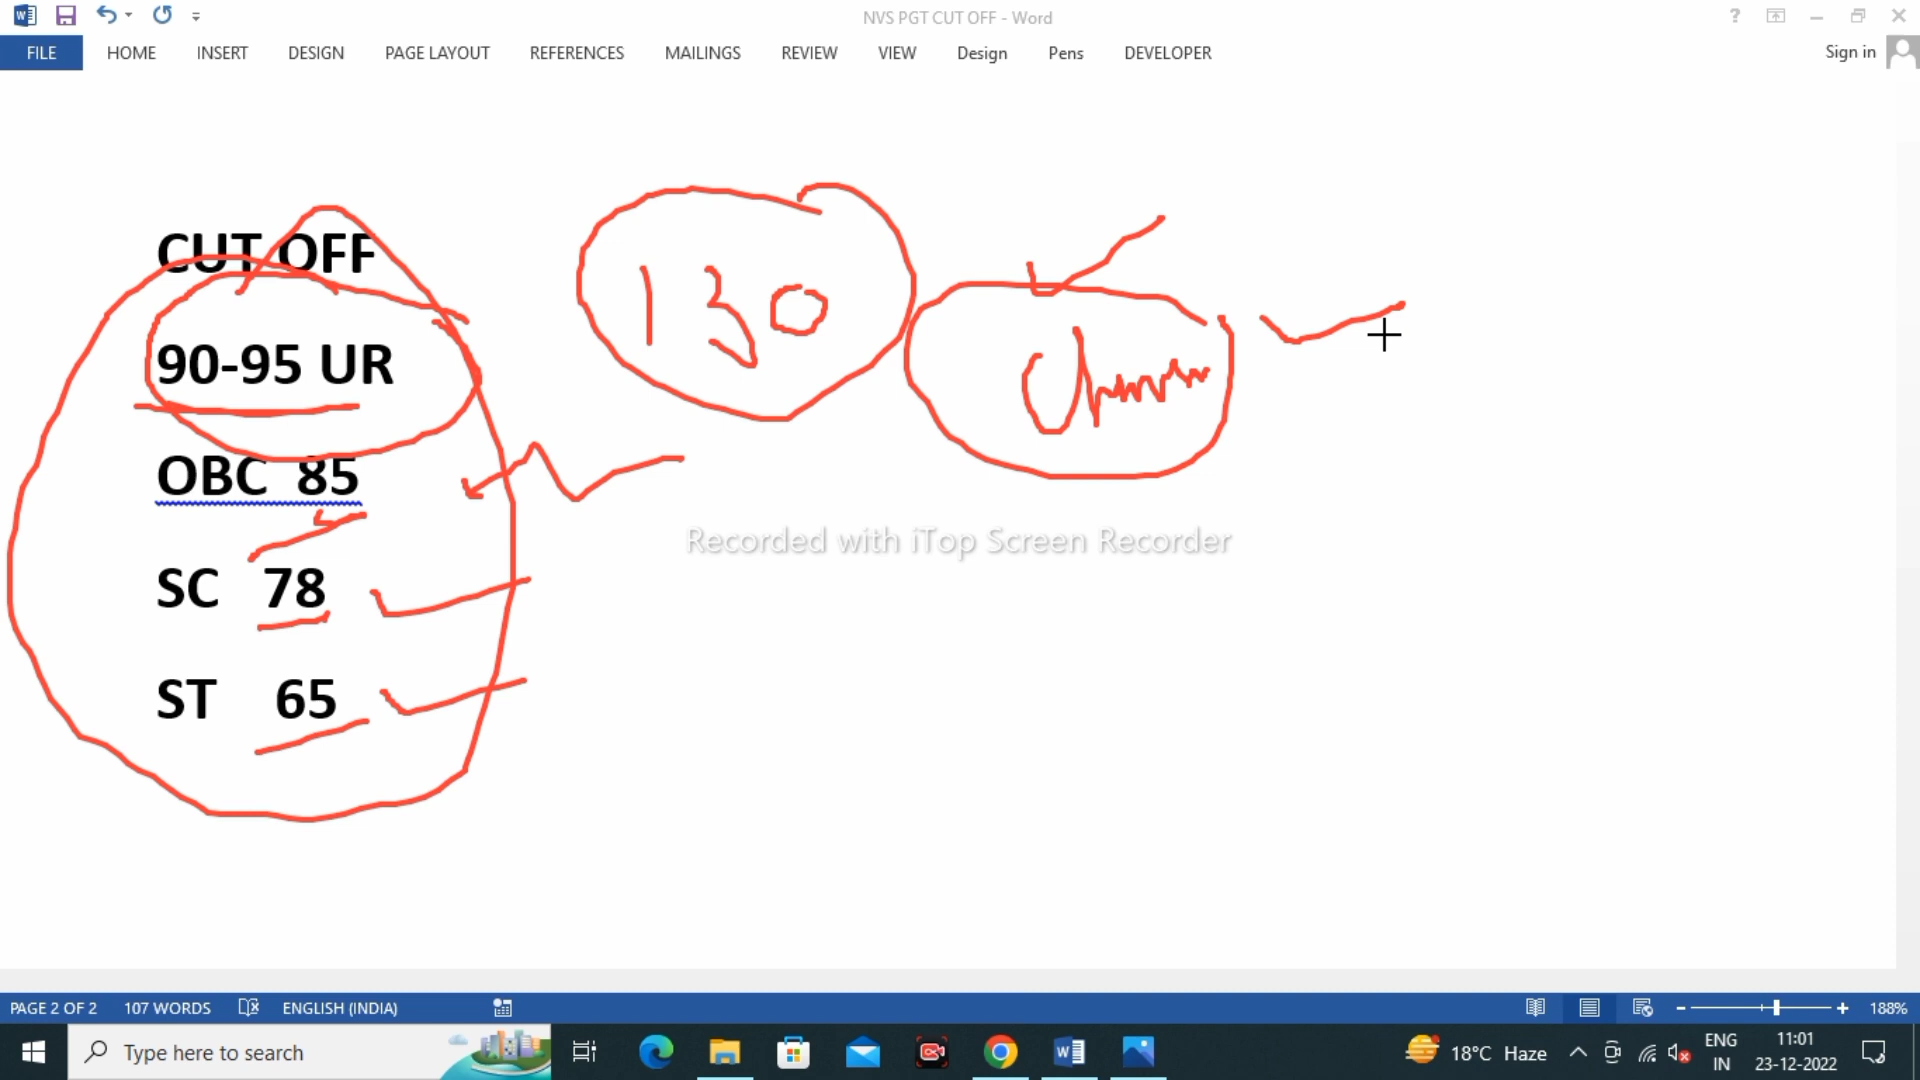 NVS PGT CUT OFF - Word
FILE HOME INSERT DESIGN PAGE LAYOUT REFERENCES MAILINGS REVIEW VIEW Design Pens DEVELOPER Sign in
CUT OFF
90-95 UR
OBC 85
SC 78
ST 65
130
Recorded with iTop Screen Recorder
PAGE 2 OF 2 107 WORDS ENGLISH (INDIA) 188%
Type here to search
18°C Haze
ENG
IN
11:01
23-12-2022